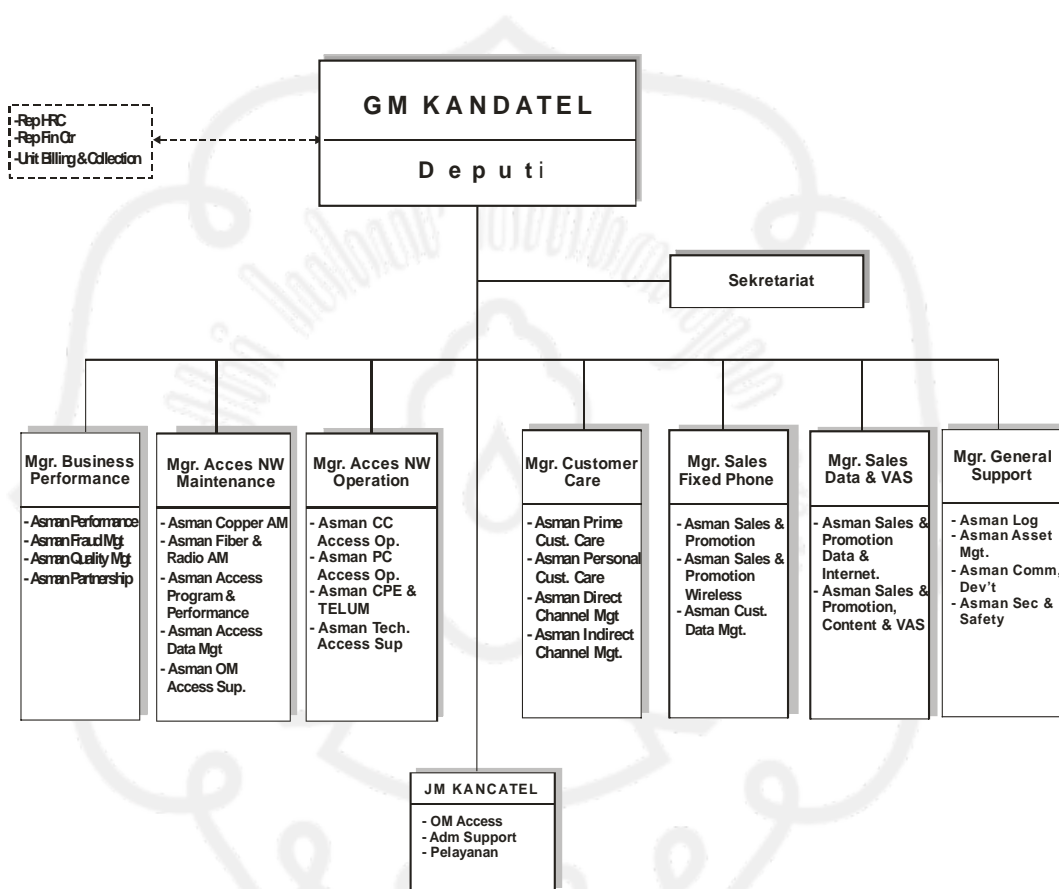 GM KANDATEL
Deputi
-Rep HRC
-Rep Fin Ctr
-Unit Billing & Collection
Sekretariat
Mgr. Business
Performance
- Asman Performance
- Asman Fraud Mgt
- Asman Quality Mgt
- Asman Partnership
Mgr. Acces NW
Maintenance
- Asman Copper AM
- Asman Fiber &
Radio AM
- Asman Access
Program &
Performance
- Asman Access
Data Mgt
- Asman OM
Access Sup.
Mgr. Acces NW
Operation
- Asman CC
Access Op.
- Asman PC
Access Op.
- Asman CPE &
TELUM
- Asman Tech.
Access Sup
Mgr. Customer
Care
- Asman Prime
Cust. Care
- Asman Personal
Cust. Care
- Asman Direct
Channel Mgt
- Asman Indirect
Channel Mgt.
Mgr. Sales
Fixed Phone
- Asman Sales &
Promotion
- Asman Sales &
Promotion
Wireless
- Asman Cust.
Data Mgt.
Mgr. Sales
Data & VAS
- Asman Sales &
Promotion
Data &
Internet.
- Asman Sales &
Promotion,
Content & VAS
Mgr. General
Support
- Asman Log
- Asman Asset
Mgt.
- Asman Comm,
Dev't
- Asman Sec &
Safety
JM KANCATEL
- OM Access
- Adm Support
- Pelayanan